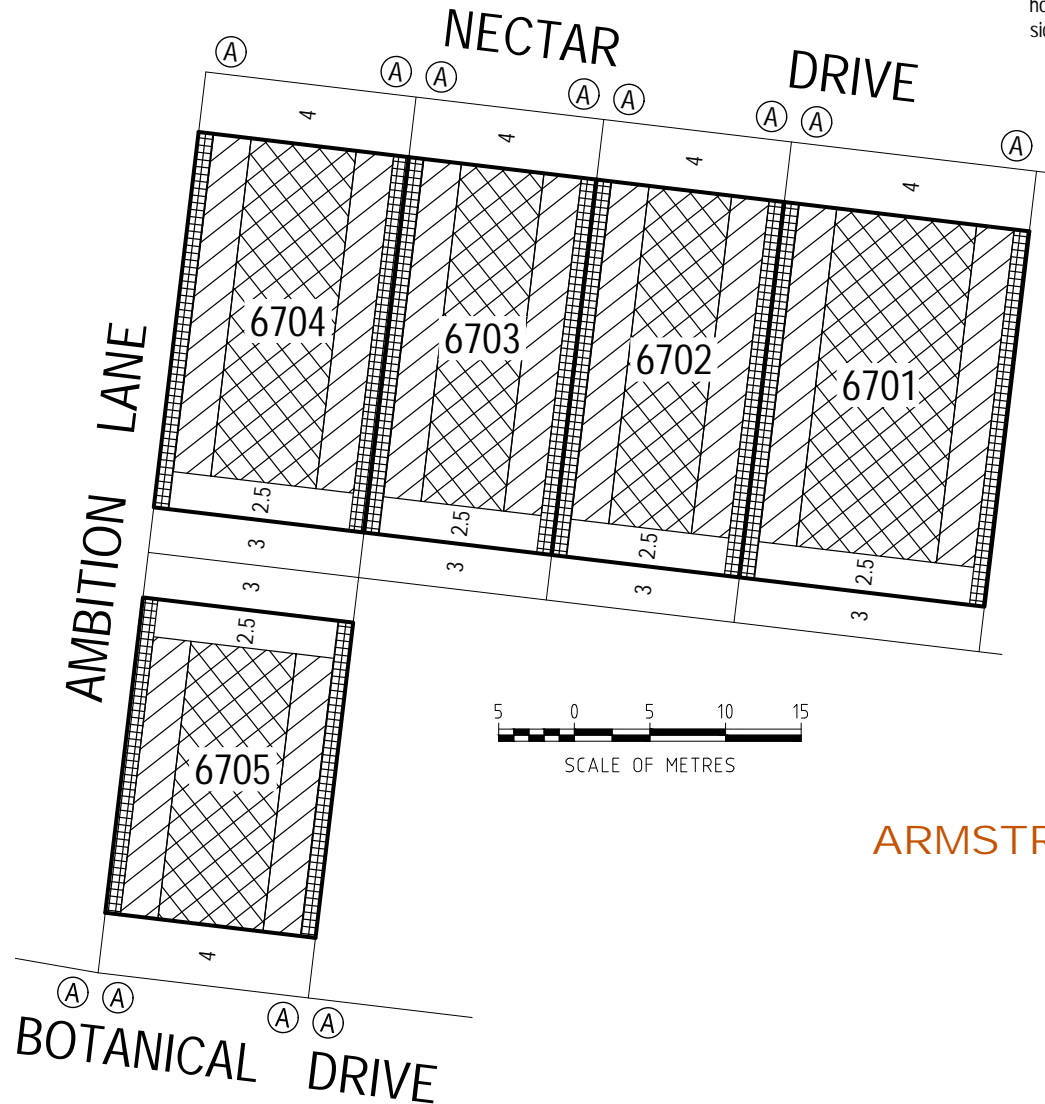 ho
sid
NECTAR DRIVE
Ⓐ Ⓐ Ⓐ Ⓐ Ⓐ Ⓐ Ⓐ Ⓐ
4 4 4 4
6704 6703 6702 6701
AMBITION LANE
2.5 2.5 2.5 2.5
3 3 3 3
3
2.5
6705
5 0 5 10 15
SCALE OF METRES
ARMSTR
4
Ⓐ Ⓐ Ⓐ Ⓐ
BOTANICAL DRIVE